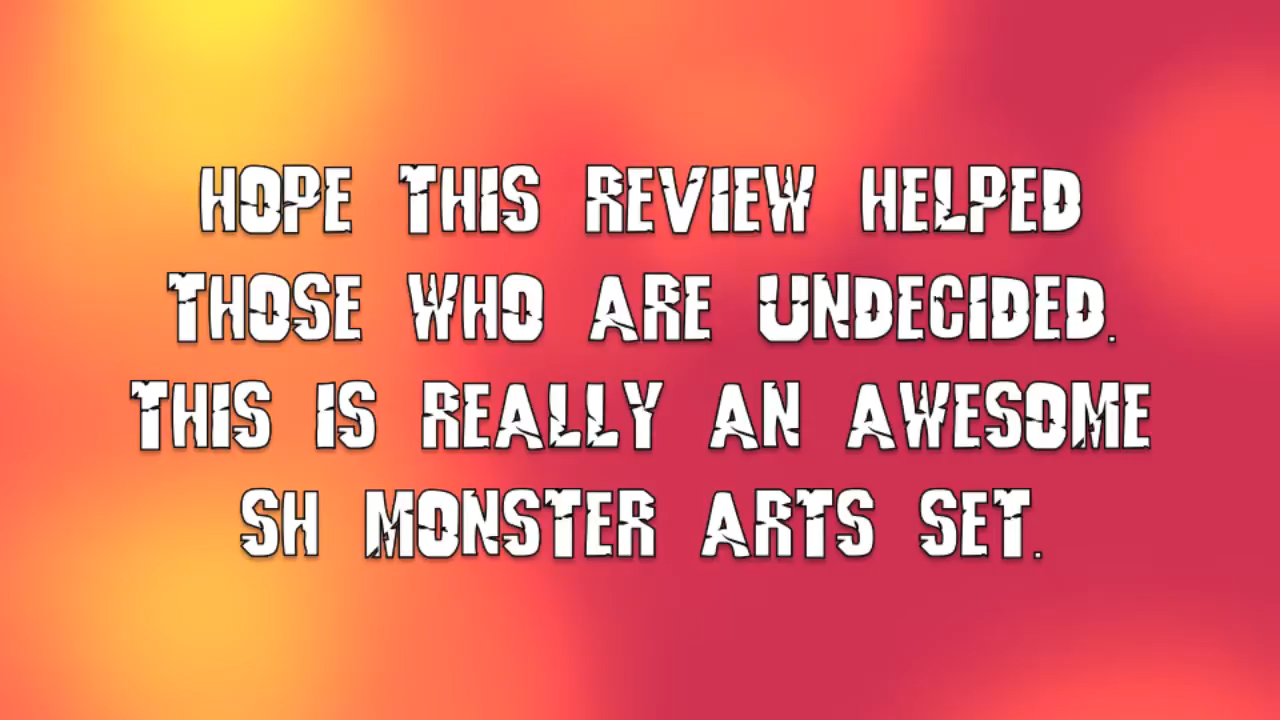 HOPE THIS REVIEW HELPED
THOSE WHO ARE UNDECIDED.
THIS IS REALLY AN AWESOME
SH MONSTER ARTS SET.